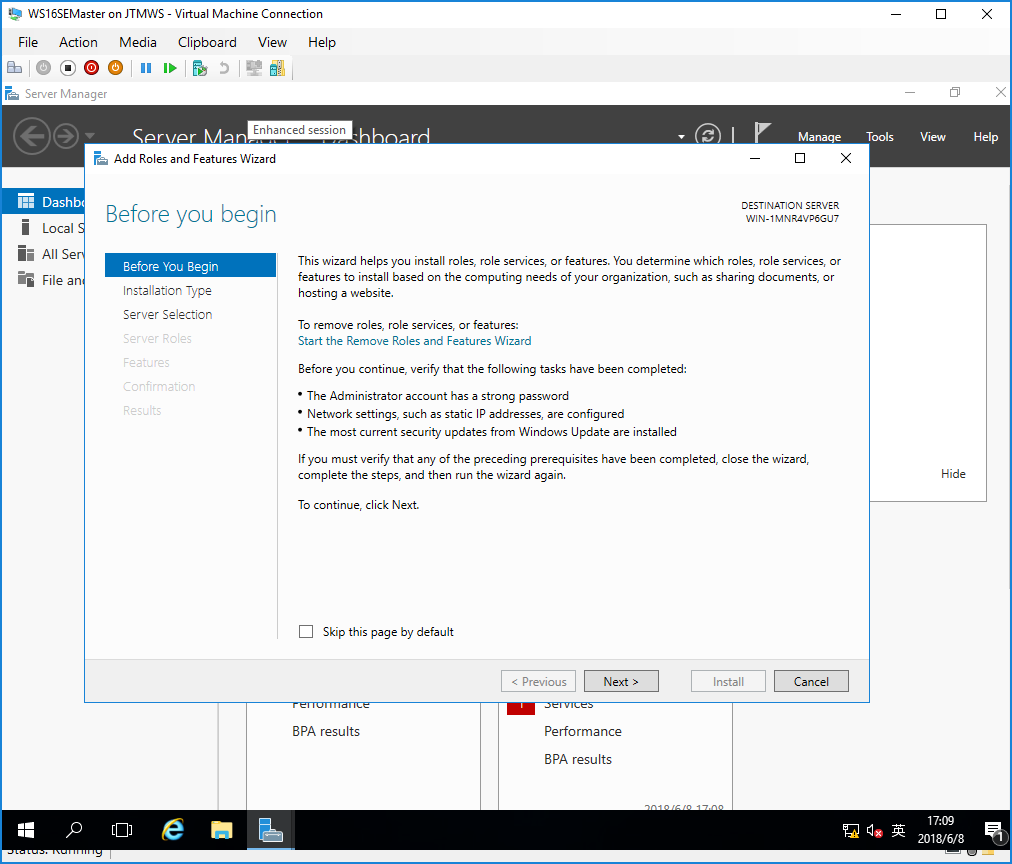 WS16SEMaster on JTMWS - Virtual Machine Connection
File Action Media Clipboard View Help
Server Manager
Enhanced session
Manage Tools View Help
Add Roles and Features Wizard
Before you begin
DESTINATION SERVER
WIN-1MNR4VP6GU7
Dashbo
Local S
All Serv
File and
Before You Begin
Installation Type
Server Selection
Server Roles
Features
Confirmation
Results
This wizard helps you install roles, role services, or features. You determine which roles, role services, or
features to install based on the computing needs of your organization, such as sharing documents, or
hosting a website.
To remove roles, role services, or features:
Start the Remove Roles and Features Wizard
Before you continue, verify that the following tasks have been completed:
• The Administrator account has a strong password
• Network settings, such as static IP addresses, are configured
• The most current security updates from Windows Update are installed
If you must verify that any of the preceding prerequisites have been completed, close the wizard,
complete the steps, and then run the wizard again.
To continue, click Next.
Hide
Skip this page by default
< Previous Next > Install Cancel
Performance
BPA results
1 Services
Performance
BPA results
2018/6/8 17:08
英
17:09
2018/6/8
1
Status: Running